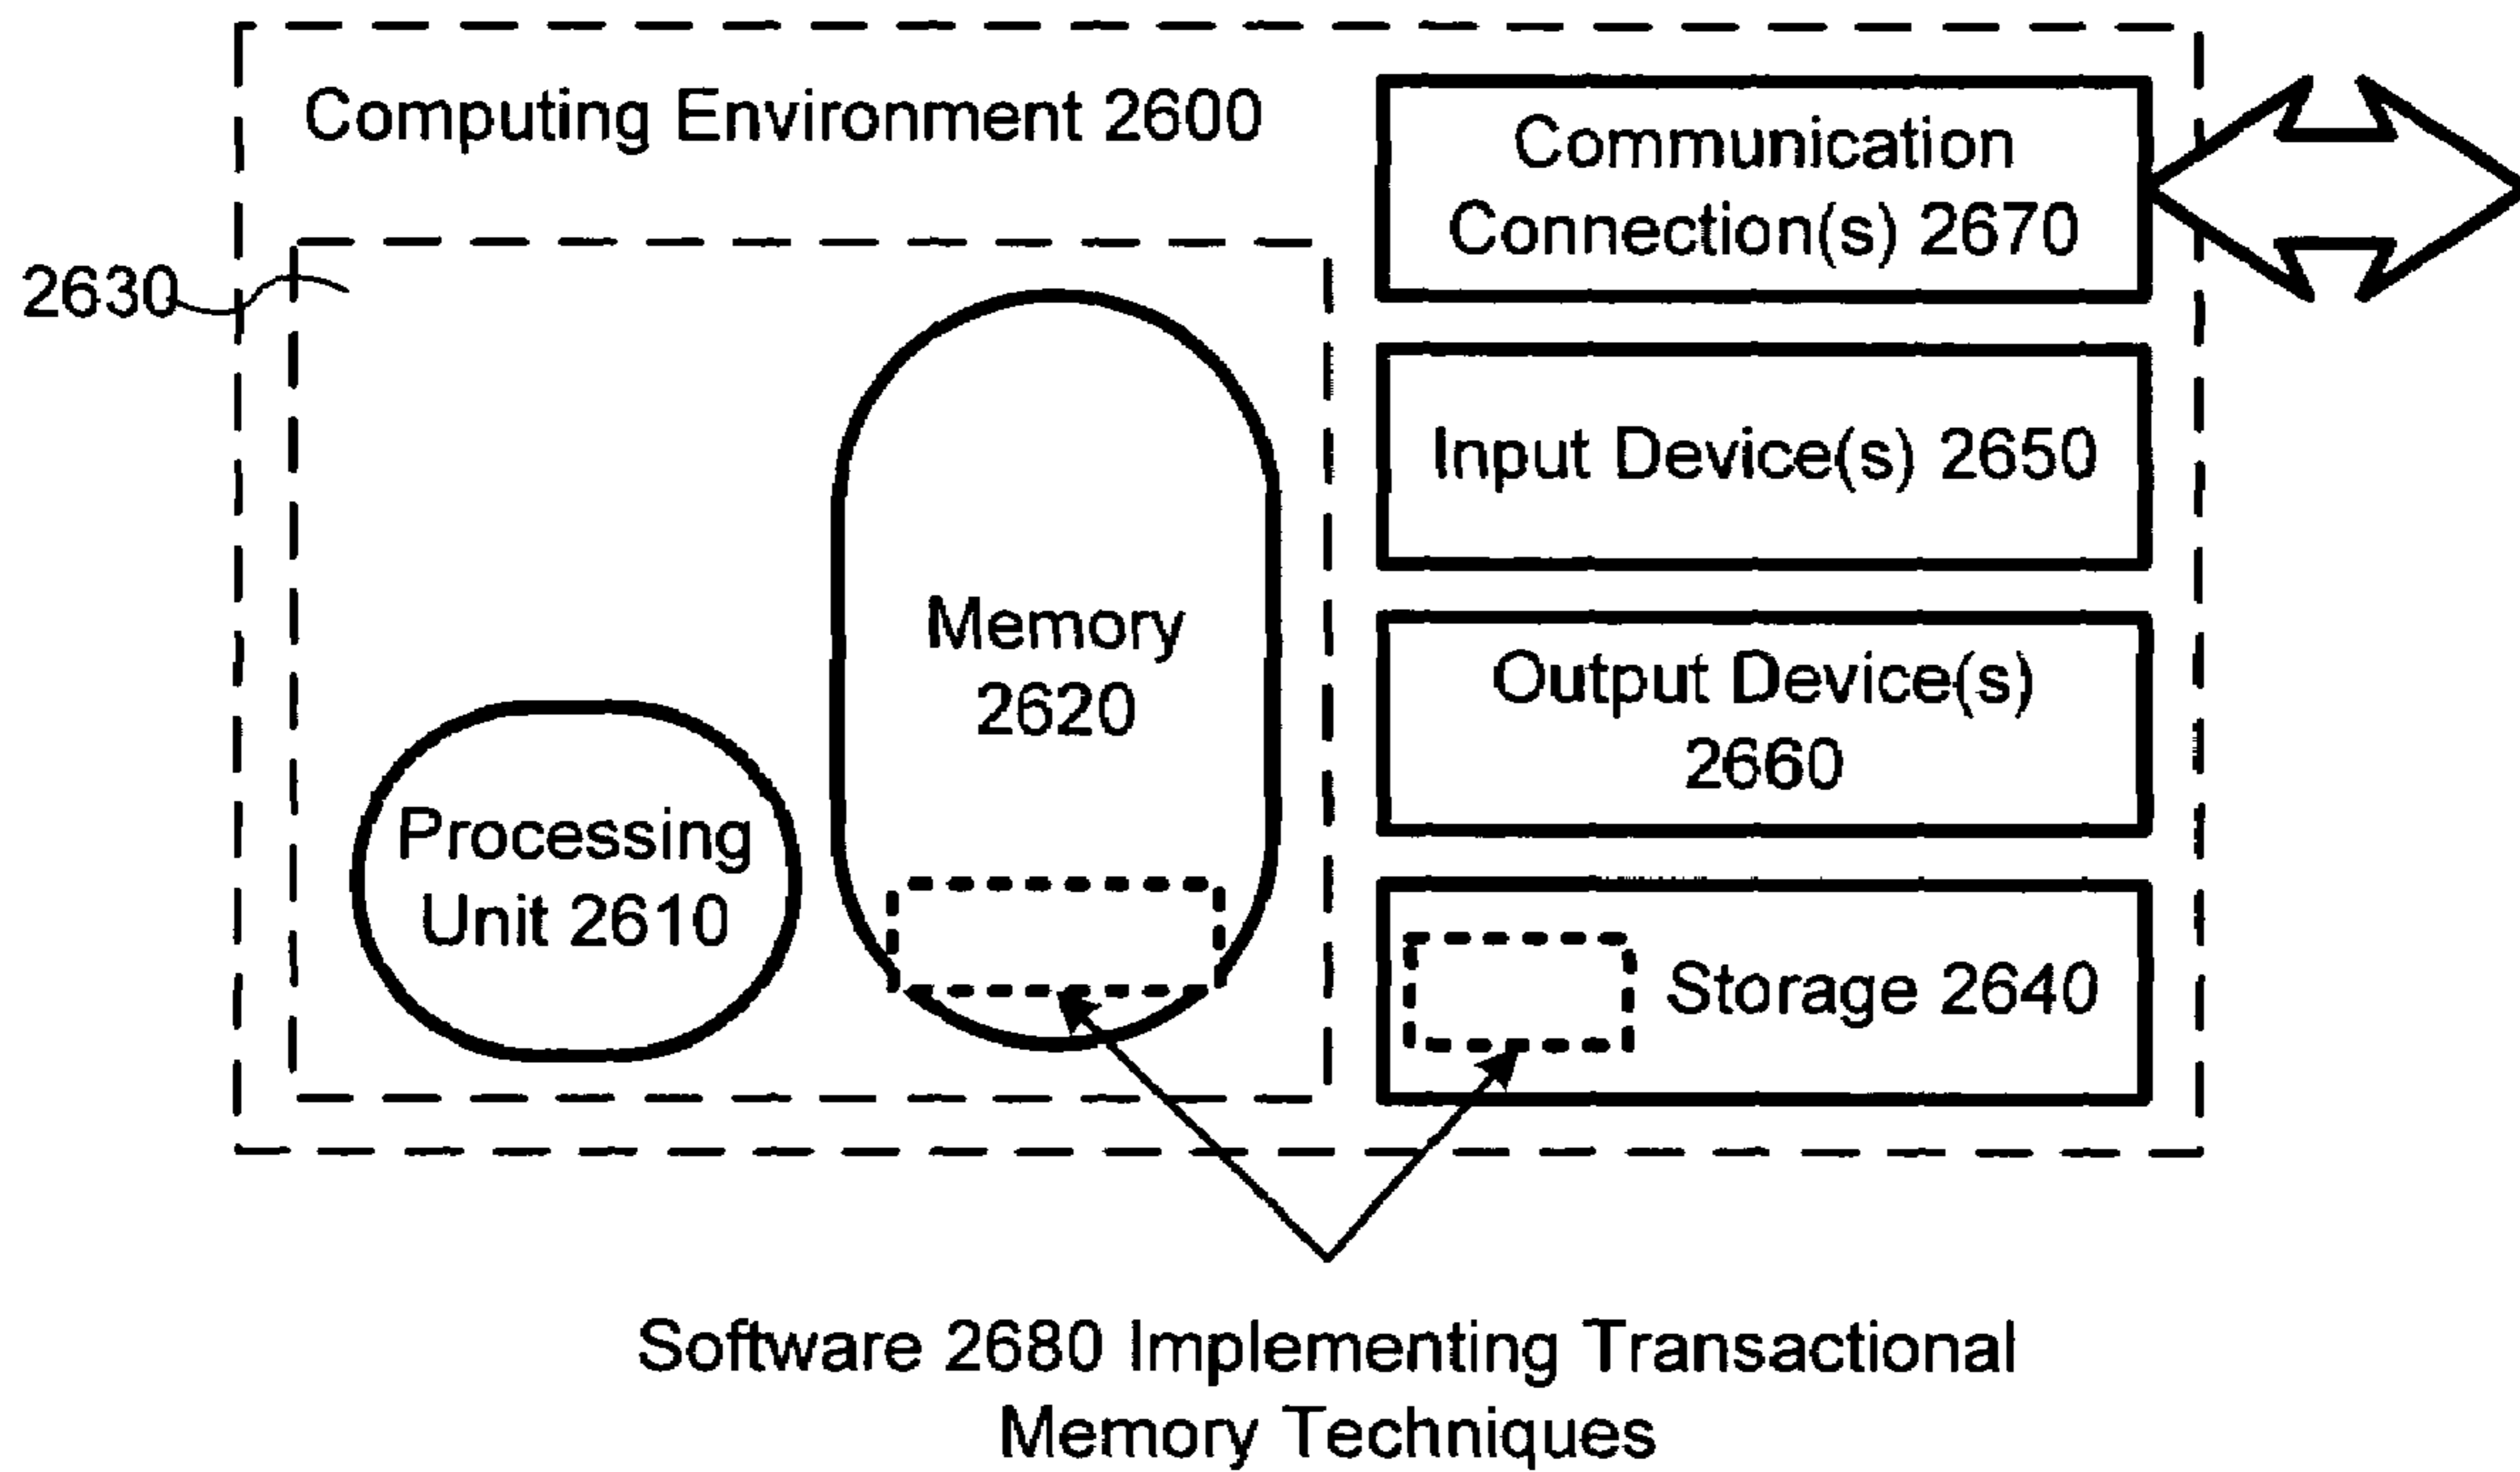 Computing Environment 2600
2630
Processing
Unit 2610
Memory
2620
Communication
Connection(s) 2670
Input Device(s) 2650
Output Device(s)
2660
Storage 2640
Software 2680 Implementing Transactional
Memory Techniques